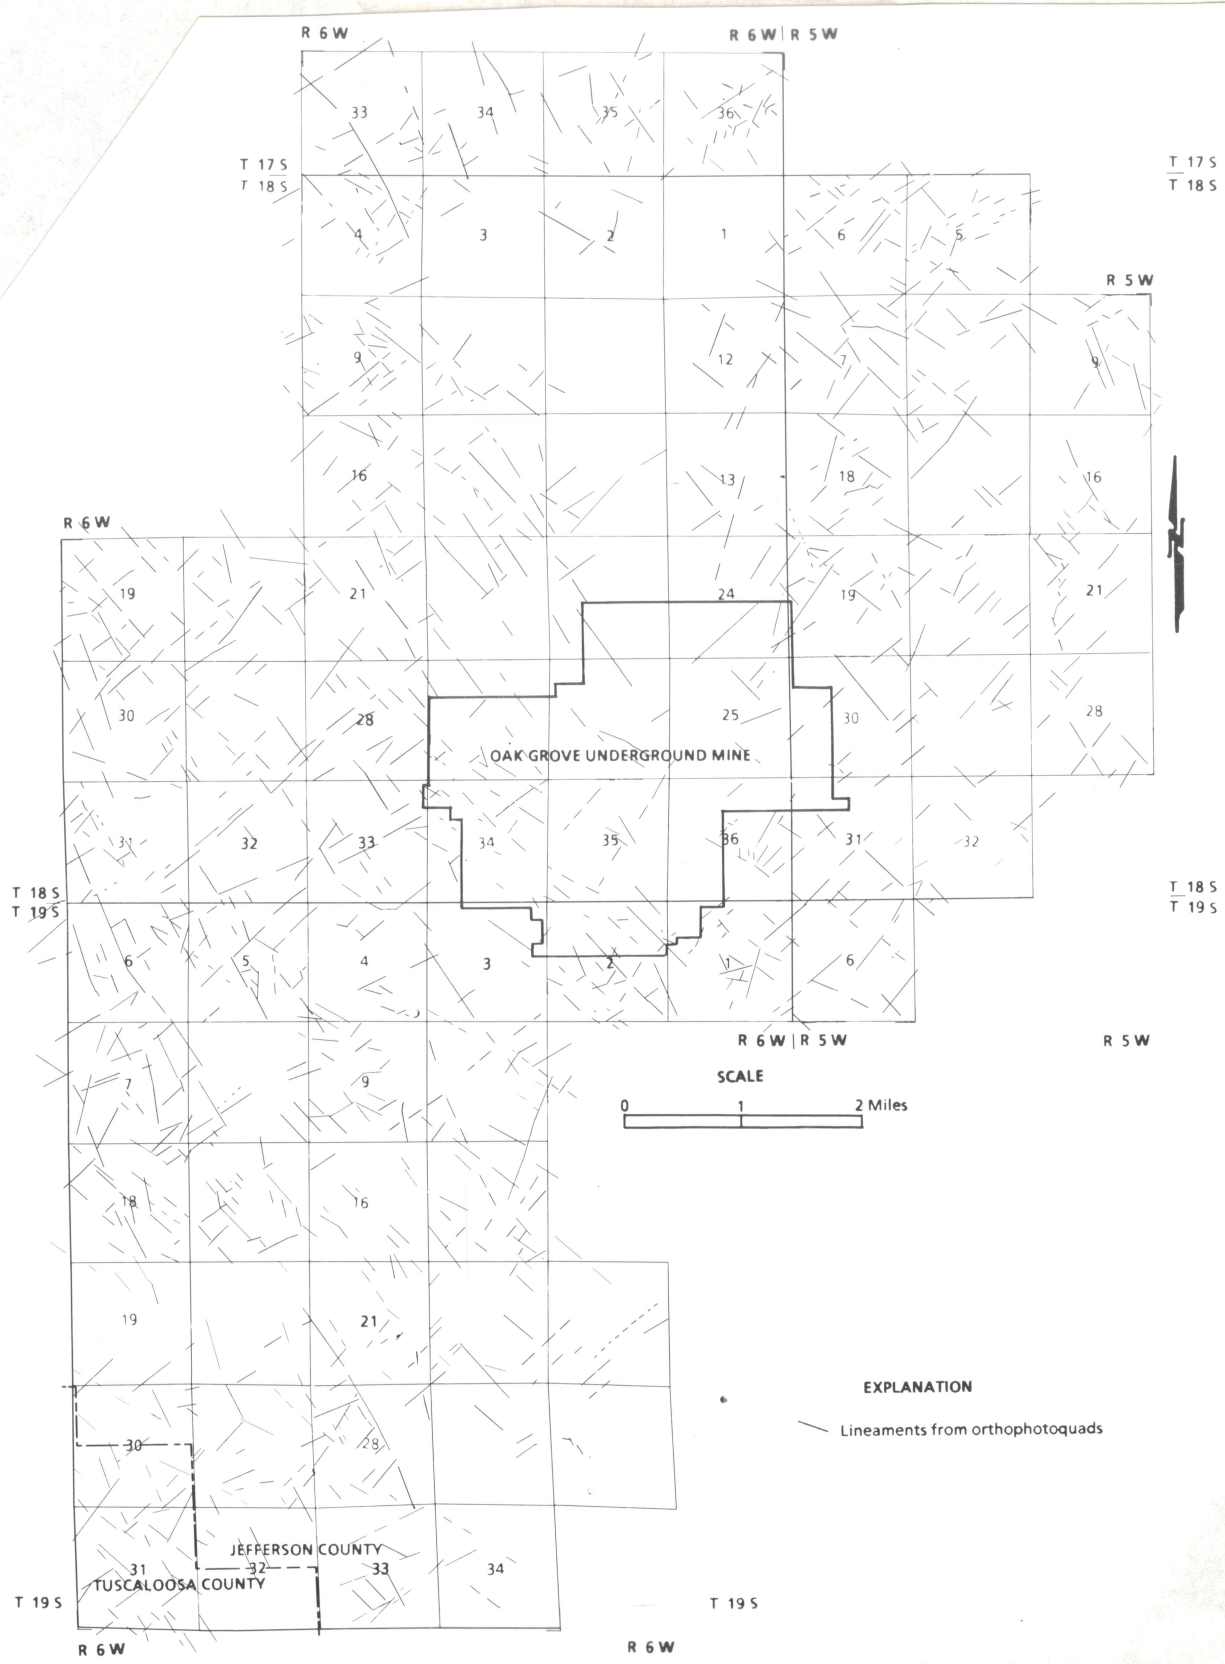 R 6 W
R 6 W | R 5 W
33 34 35 36
T 17 S
T 18 S
T 17 S
T 18 S
4 3 2 1 6 5
R 5 W
9 12 7 9
16 13 18 16
R 6 W
19 21 24 19 21
30 28 25 30 28
OAK GROVE UNDERGROUND MINE
31 32 33 34 35 36 31 32
T 18 S
T 19 S
T 18 S
T 19 S
6 5 4 3 2 1 6
R 6 W | R 5 W
R 5 W
7 9
SCALE
0 1 2 Miles
18 16
19 21
EXPLANATION
Lineaments from orthophotoquads
30 28
JEFFERSON COUNTY
31 32 33 34
TUSCALOOSA COUNTY
T 19 S
T 19 S
R 6 W
R 6 W